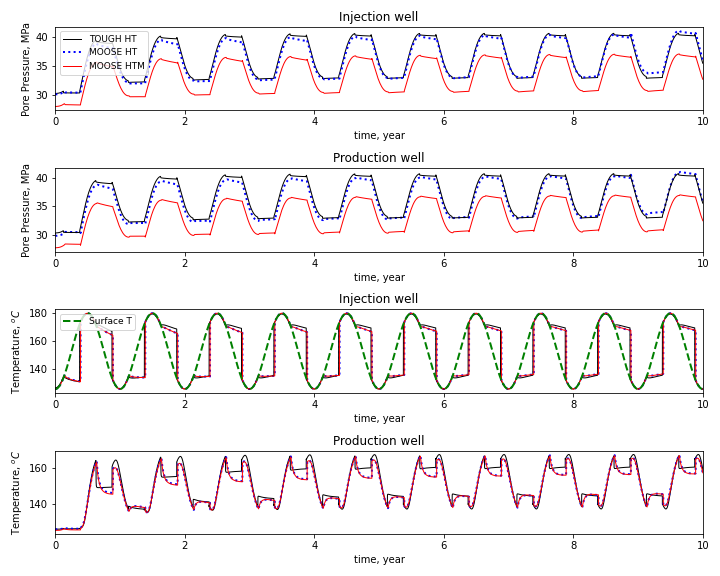 Injection well
Pore Pressure, MPa
40
35
30
TOUGH HT
MOOSE HT
MOOSE HTM
0 2 4 6 8 10
time, year
Production well
Pore Pressure, MPa
40
35
30
0 2 4 6 8 10
time, year
Injection well
Temperature, °C
180
160
140
Surface T
0 2 4 6 8 10
time, year
Production well
Temperature, °C
160
140
0 2 4 6 8 10
time, year